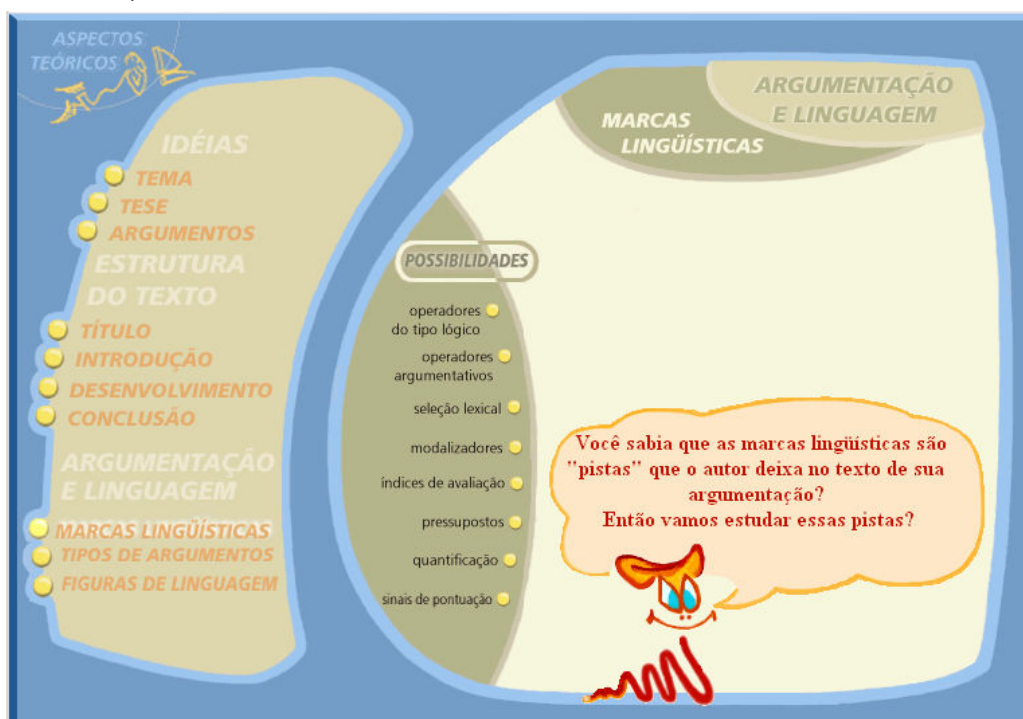 ASPECTOS
TEÓRICOS
IDÉIAS
TEMA
TESE
ARGUMENTOS
ESTRUTURA
DO TEXTO
TÍTULO
INTRODUÇÃO
DESENVOLVIMENTO
CONCLUSÃO
ARGUMENTAÇÃO
E LINGUAGEM
MARCAS LINGÜÍSTICAS
TIPOS DE ARGUMENTOS
FIGURAS DE LINGUAGEM
ARGUMENTAÇÃO
E LINGUAGEM
MARCAS
LINGÜÍSTICAS
POSSIBILIDADES
operadores
do tipo lógico
operadores
argumentativos
seleção lexical
modalizadores
índices de avaliação
pressupostos
quantificação
sinais de pontuação
Você sabia que as marcas lingüísticas são
"pistas" que o autor deixa no texto de sua
argumentação?
Então vamos estudar essas pistas?